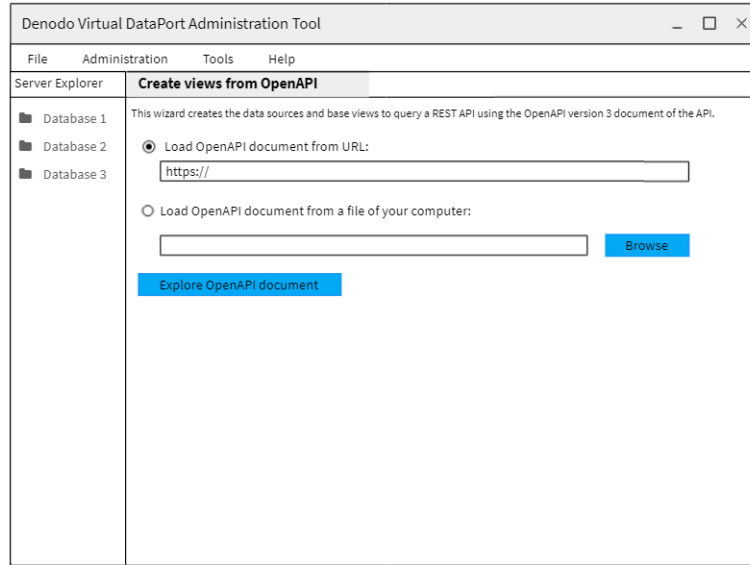 Denodo Virtual DataPort Administration Tool
File Administration Tools Help
Server Explorer
Database 1
Database 2
Database 3
Create views from OpenAPI
This wizard creates the data sources and base views to query a REST API using the OpenAPI version 3 document of the API.
Load OpenAPI document from URL:
https://
Load OpenAPI document from a file of your computer:
Browse
Explore OpenAPI document